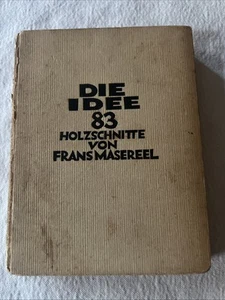 DIE
IDEE
83
HOLZSCHNITTE
VON
FRANS MASEREEL